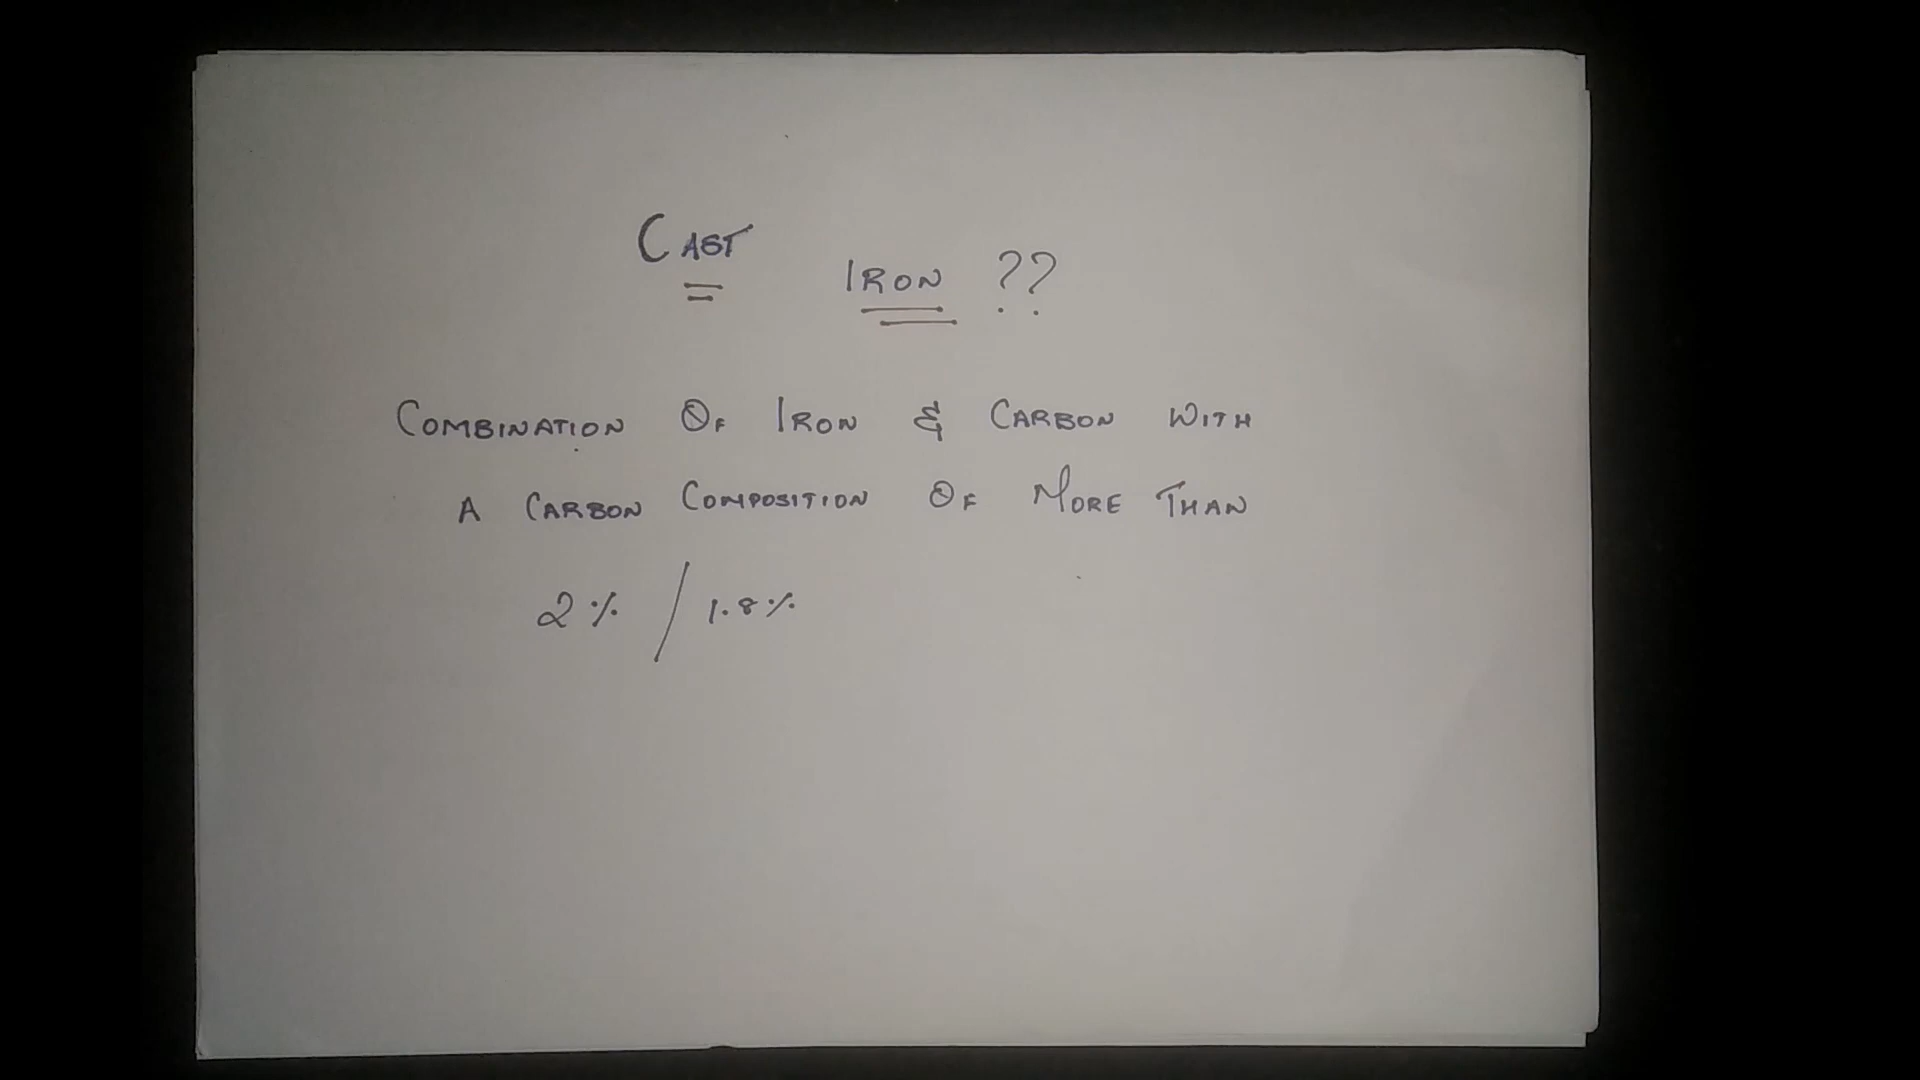 CAST IRON ??
COMBINATION OF IRON & CARBON WITH
A CARBON COMPOSITION OF MORE THAN
2% / 1.8%